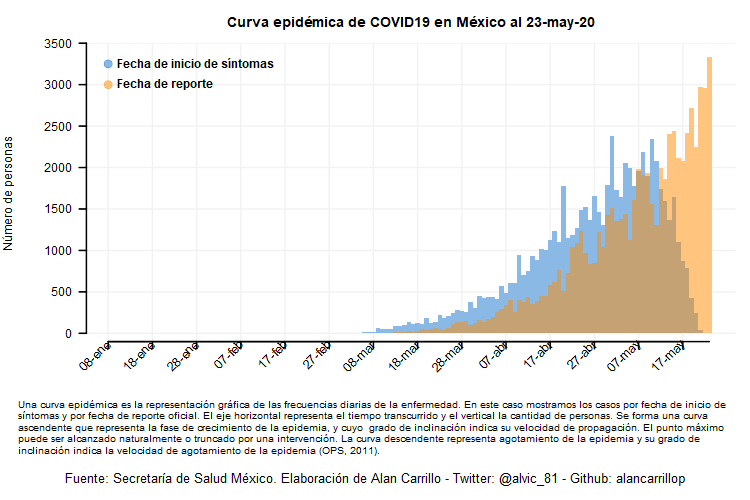 Curva epidémica de COVID19 en México al 23-may-20
Fecha de inicio de síntomas
Fecha de reporte
Número de personas
3500
3000
2500
2000
1500
1000
500
0
08-ene
18-ene
28-ene
07-feb
17-feb
27-feb
08-mar
18-mar
28-mar
07-abr
17-abr
27-abr
07-may
17-may
Una curva epidémica es la representación gráfica de las frecuencias diarias de la enfermedad. En este caso mostramos los casos por fecha de inicio de
síntomas y por fecha de reporte oficial. El eje horizontal representa el tiempo transcurrido y el vertical la cantidad de personas. Se forma una curva
ascendente que representa la fase de crecimiento de la epidemia, y cuyo grado de inclinación indica su velocidad de propagación. El punto máximo
puede ser alcanzado naturalmente o truncado por una intervención. La curva descendente representa agotamiento de la epidemia y su grado de
inclinación indica la velocidad de agotamiento de la epidemia (OPS, 2011).
Fuente: Secretaría de Salud México. Elaboración de Alan Carrillo - Twitter: @alvic_81 - Github: alancarrillop